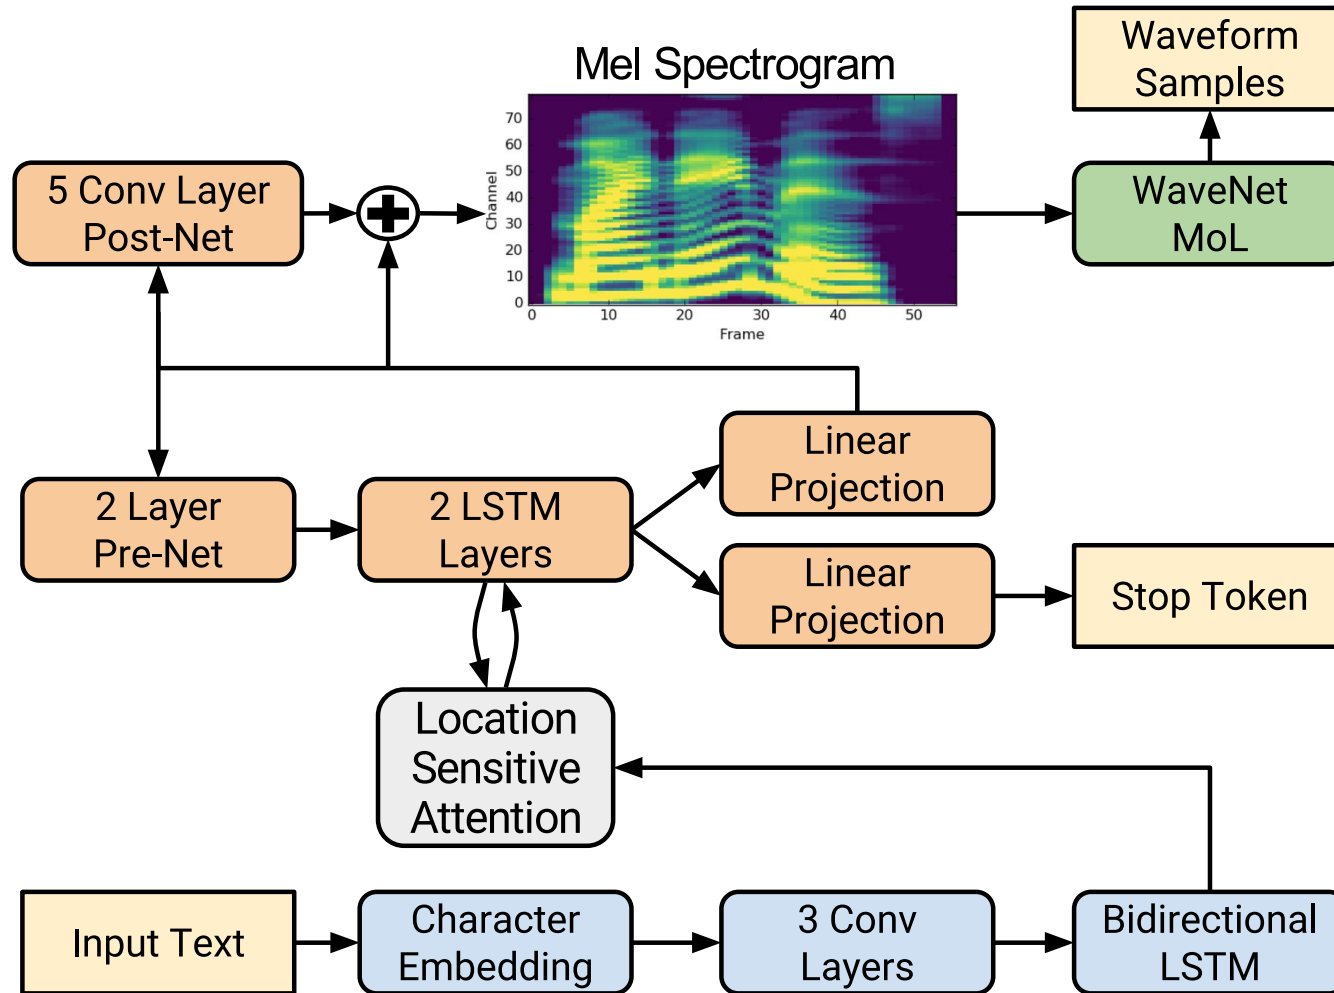 Waveform
Samples
Mel Spectrogram
70
60
50
40
30
20
10
0
Channel
0 10 20 30 40 50
Frame
5 Conv Layer
Post-Net
WaveNet
MoL
Linear
Projection
2 Layer
Pre-Net
2 LSTM
Layers
Linear
Projection
Stop Token
Location
Sensitive
Attention
Input Text
Character
Embedding
3 Conv
Layers
Bidirectional
LSTM